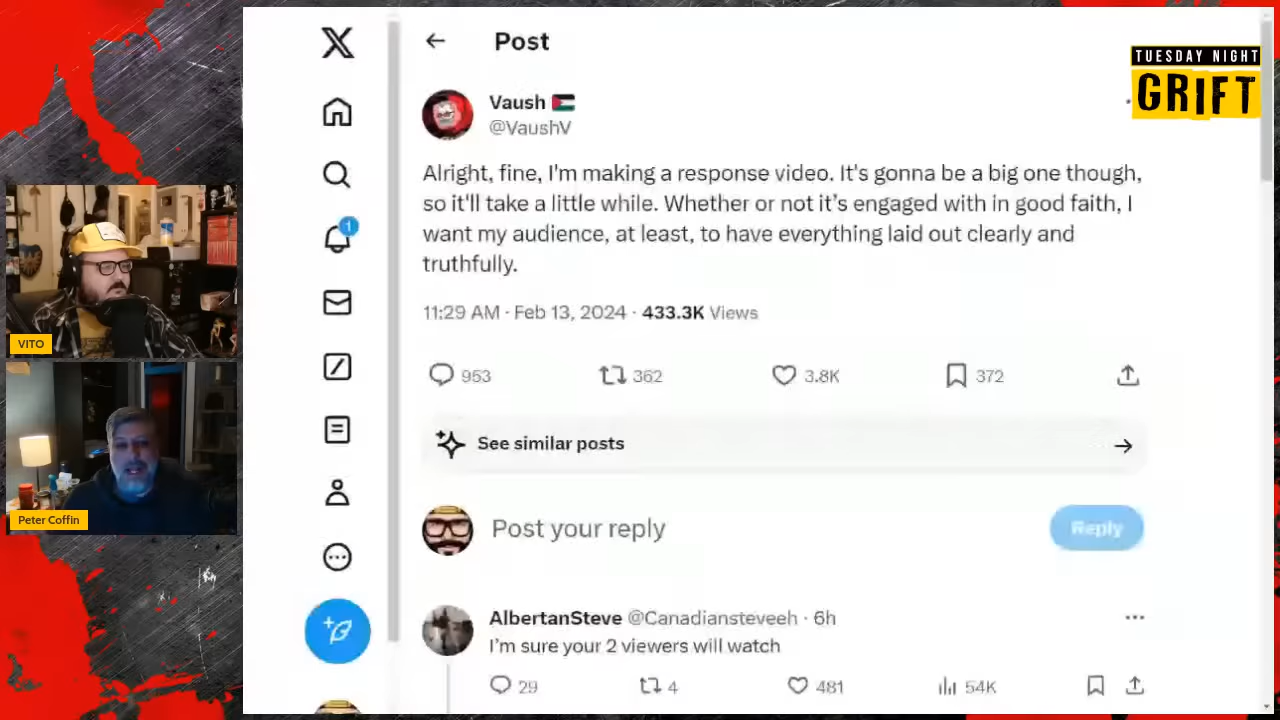 Post
TUESDAY NIGHT
GRIFT
Vaush
@VaushV
Alright, fine, I'm making a response video. It's gonna be a big one though,
so it'll take a little while. Whether or not it's engaged with in good faith, I
want my audience, at least, to have everything laid out clearly and
truthfully.
11:29 AM · Feb 13, 2024 · 433.3K Views
953 362 3.8K 372
See similar posts
Post your reply
Reply
AlbertanSteve @Canadiansteveeh · 6h
I'm sure your 2 viewers will watch
29 4 481 54K
1
VITO
Peter Coffin